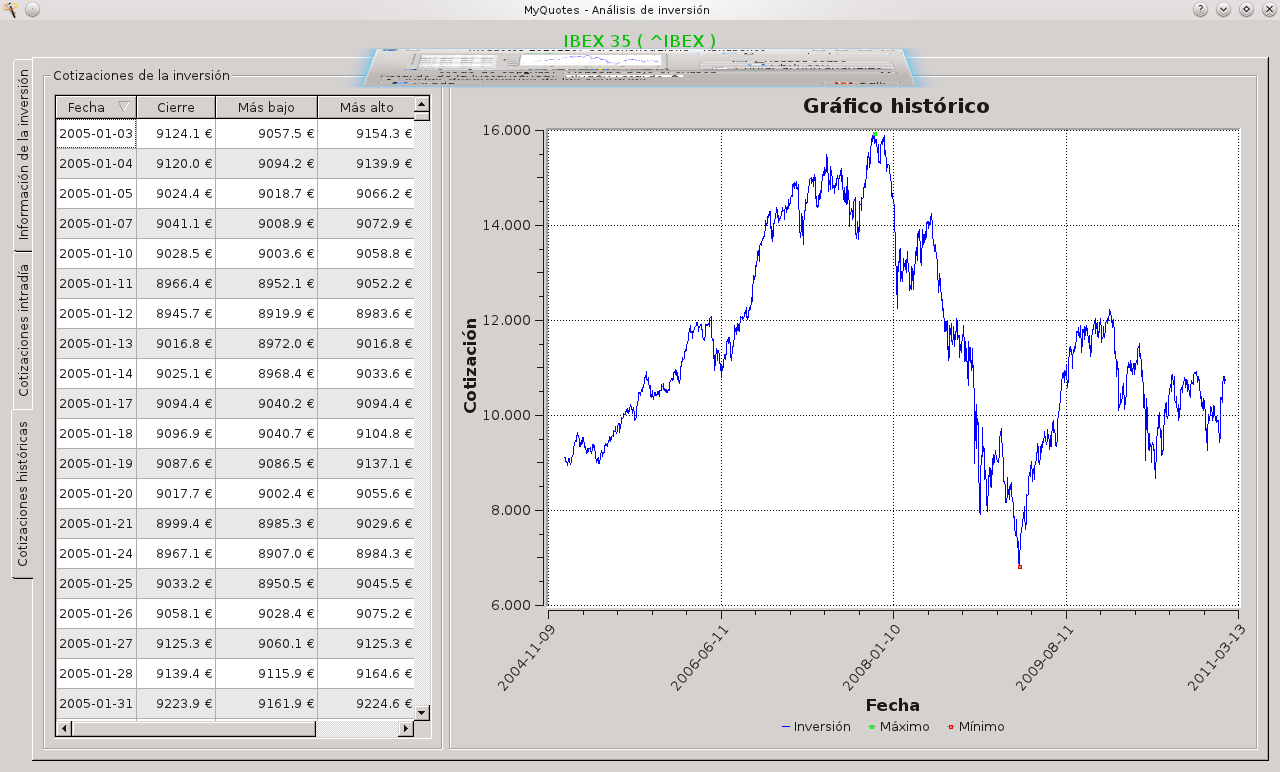 MyQuotes - Análisis de inversión
IBEX 35 ( ^IBEX )
Información de la inversión
Cotizaciones intradía
Cotizaciones históricas
Cotizaciones de la inversión
Fecha Cierre Más bajo Más alto
2005-01-03 9124.1 € 9057.5 € 9154.3 €
2005-01-04 9120.0 € 9094.2 € 9139.9 €
2005-01-05 9024.4 € 9018.7 € 9066.2 €
2005-01-07 9041.1 € 9008.9 € 9072.9 €
2005-01-10 9028.5 € 9003.6 € 9058.8 €
2005-01-11 8966.4 € 8952.1 € 9052.2 €
2005-01-12 8945.7 € 8919.9 € 8983.6 €
2005-01-13 9016.8 € 8972.0 € 9016.8 €
2005-01-14 9025.1 € 8968.4 € 9033.6 €
2005-01-17 9094.4 € 9040.2 € 9094.4 €
2005-01-18 9096.9 € 9040.7 € 9104.8 €
2005-01-19 9087.6 € 9086.5 € 9137.1 €
2005-01-20 9017.7 € 9002.4 € 9055.6 €
2005-01-21 8999.4 € 8985.3 € 9029.6 €
2005-01-24 8967.1 € 8907.0 € 8984.3 €
2005-01-25 9033.2 € 8950.5 € 9045.5 €
2005-01-26 9058.1 € 9028.4 € 9075.2 €
2005-01-27 9125.3 € 9060.1 € 9125.3 €
2005-01-28 9139.4 € 9115.9 € 9164.6 €
2005-01-31 9223.9 € 9161.9 € 9224.6 €
Gráfico histórico
Cotización
16.000
14.000
12.000
10.000
8.000
6.000
2004-11-09 2006-06-11 2008-01-10 2009-08-11 2011-03-13
Fecha
Inversión Máximo Mínimo